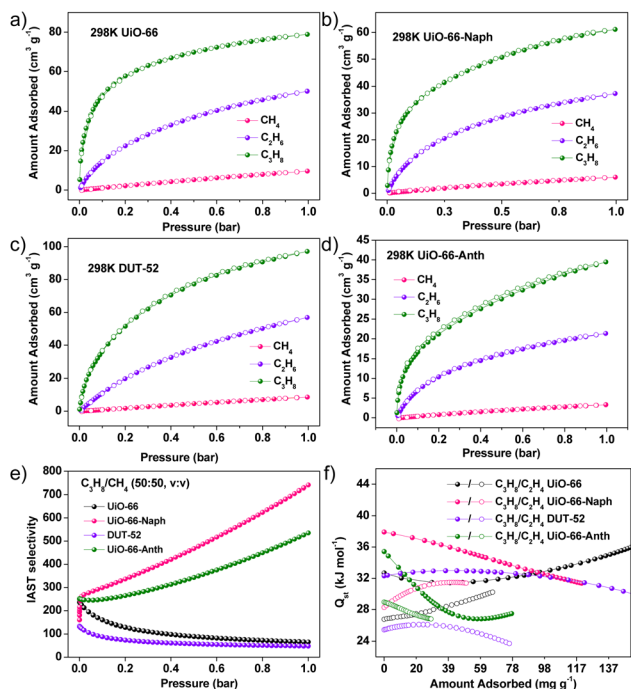 a)
298K UiO-66
Amount Adsorbed (cm³ g⁻¹)
80
60
40
20
0
CH₄
C₂H₆
C₃H₈
0.0 0.2 0.4 0.6 0.8 1.0
Pressure (bar)
b)
298K UiO-66-Naph
Amount Adsorbed (cm³ g⁻¹)
60
50
40
30
20
10
0
CH₄
C₂H₆
C₃H₈
0.0 0.3 0.5 0.8 1.0
Pressure (bar)
c)
298K DUT-52
Amount Adsorbed (cm³ g⁻¹)
100
80
60
40
20
0
CH₄
C₂H₆
C₃H₈
0.0 0.2 0.4 0.6 0.8 1.0
Pressure (bar)
d)
298K UiO-66-Anth
Amount Adsorbed (cm³ g⁻¹)
45
40
35
30
25
20
15
10
5
0
CH₄
C₂H₆
C₃H₈
0.0 0.2 0.4 0.6 0.8 1.0
Pressure (bar)
e)
C₃H₈/CH₄ (50:50, v:v)
UiO-66
UiO-66-Naph
DUT-52
UiO-66-Anth
IAST selectivity
800
700
600
500
400
300
200
100
0
0.0 0.2 0.4 0.6 0.8 1.0
Pressure (bar)
f)
/ C₃H₈/C₂H₄ UiO-66
/ C₃H₈/C₂H₄ UiO-66-Naph
/ C₃H₈/C₂H₄ DUT-52
/ C₃H₈/C₂H₄ UiO-66-Anth
Qst (kJ mol⁻¹)
44
40
36
32
28
24
0 39 59 78 98 117 137
Amount Adsorbed (mg g⁻¹)